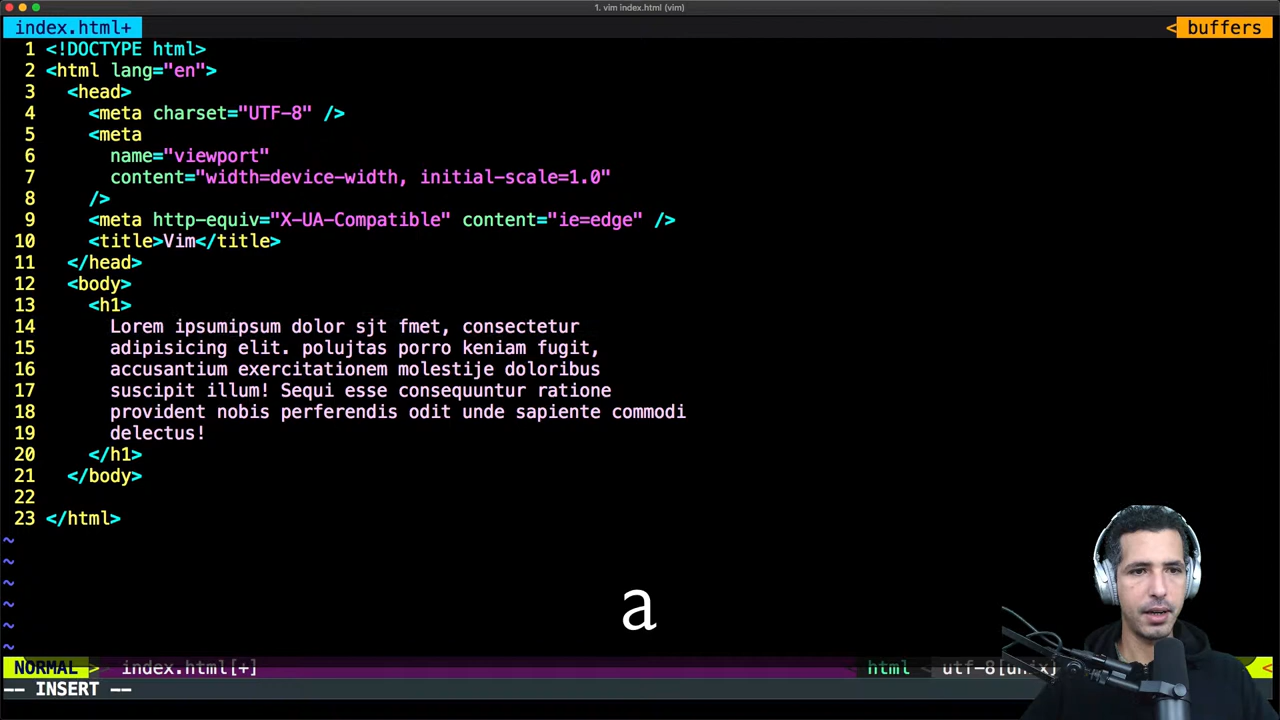 1. vim index.html (vim)
index.html+ < buffers
1 <!DOCTYPE html>
2 <html lang="en">
3 <head>
4 <meta charset="UTF-8" />
5 <meta
6 name="viewport"
7 content="width=device-width, initial-scale=1.0"
8 />
9 <meta http-equiv="X-UA-Compatible" content="ie=edge" />
10 <title>Vim</title>
11 </head>
12 <body>
13 <h1>
14 Lorem ipsumipsum dolor sjt fmet, consectetur
15 adipisicing elit. polujtas porro keniam fugit,
16 accusantium exercitationem molestije doloribus
17 suscipit illum! Sequi esse consequuntur ratione
18 provident nobis perferendis odit unde sapiente commodi
19 delectus!
20 </h1>
21 </body>
22
23 </html>
~
~
~
~
~
~
a
NORMAL > index.html[+] < html < utf-8[unix] <
-- INSERT --